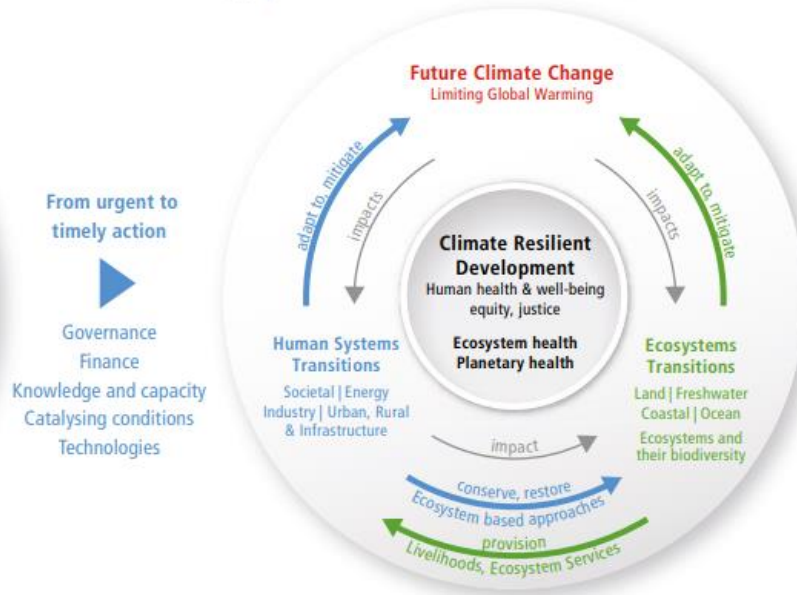 From urgent to
timely action
Governance
Finance
Knowledge and capacity
Catalysing conditions
Technologies
Future Climate Change
Limiting Global Warming
adapt to, mitigate
impacts
impacts
adapt to, mitigate
Climate Resilient
Development
Human health & well-being
equity, justice
Ecosystem health
Planetary health
Human Systems
Transitions
Societal | Energy
Industry | Urban, Rural
& Infrastructure
Ecosystems
Transitions
Land | Freshwater
Coastal | Ocean
Ecosystems and
their biodiversity
impact
conserve, restore
Ecosystem based approaches
provision
Livelihoods, Ecosystem Services